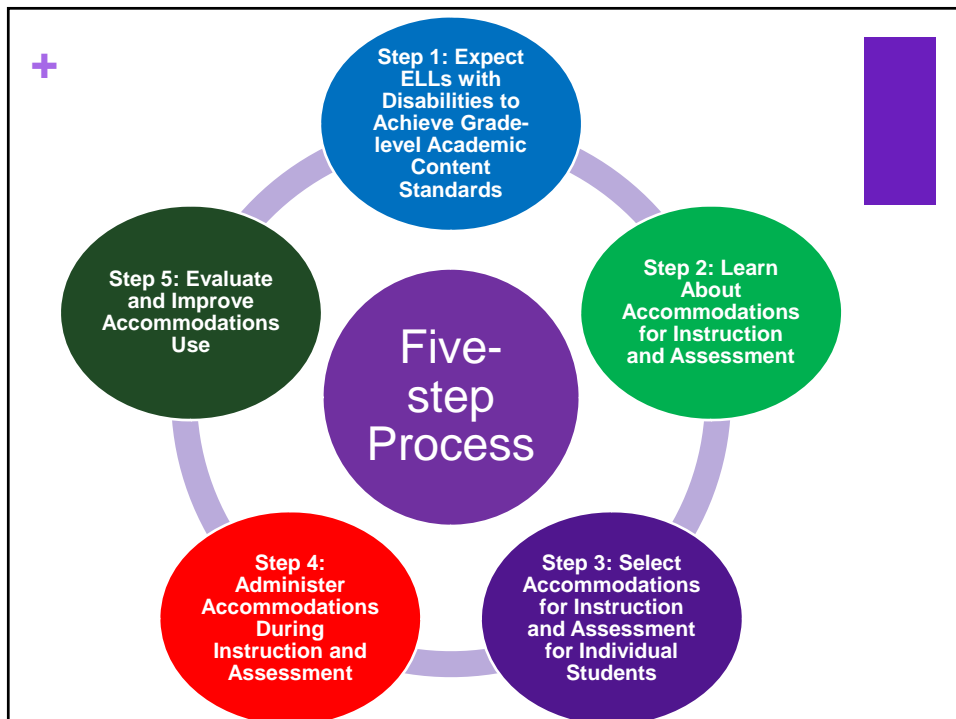 +
Step 1: Expect
ELLs with
Disabilities to
Achieve Grade-
level Academic
Content
Standards
Step 2: Learn
About
Accommodations
for Instruction
and Assessment
Step 3: Select
Accommodations
for Instruction
and Assessment
for Individual
Students
Step 4:
Administer
Accommodations
During
Instruction and
Assessment
Step 5: Evaluate
and Improve
Accommodations
Use
Five-
step
Process